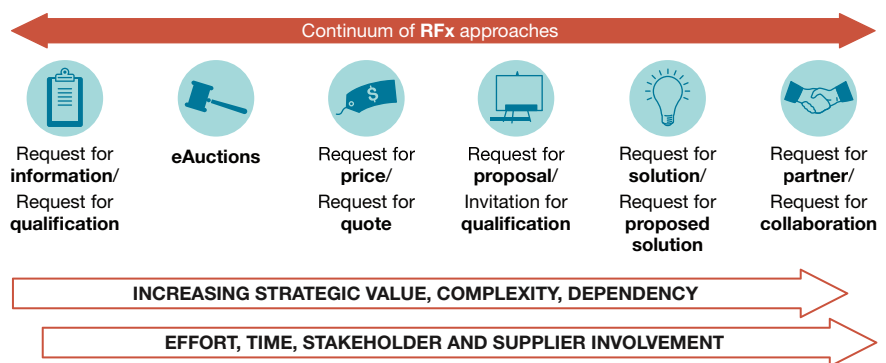 Continuum of RFx approaches
$
Request for
information/
Request for
qualification
eAuctions
Request for
price/
Request for
quote
Request for
proposal/
Invitation for
qualification
Request for
solution/
Request for
proposed
solution
Request for
partner/
Request for
collaboration
INCREASING STRATEGIC VALUE, COMPLEXITY, DEPENDENCY
EFFORT, TIME, STAKEHOLDER AND SUPPLIER INVOLVEMENT